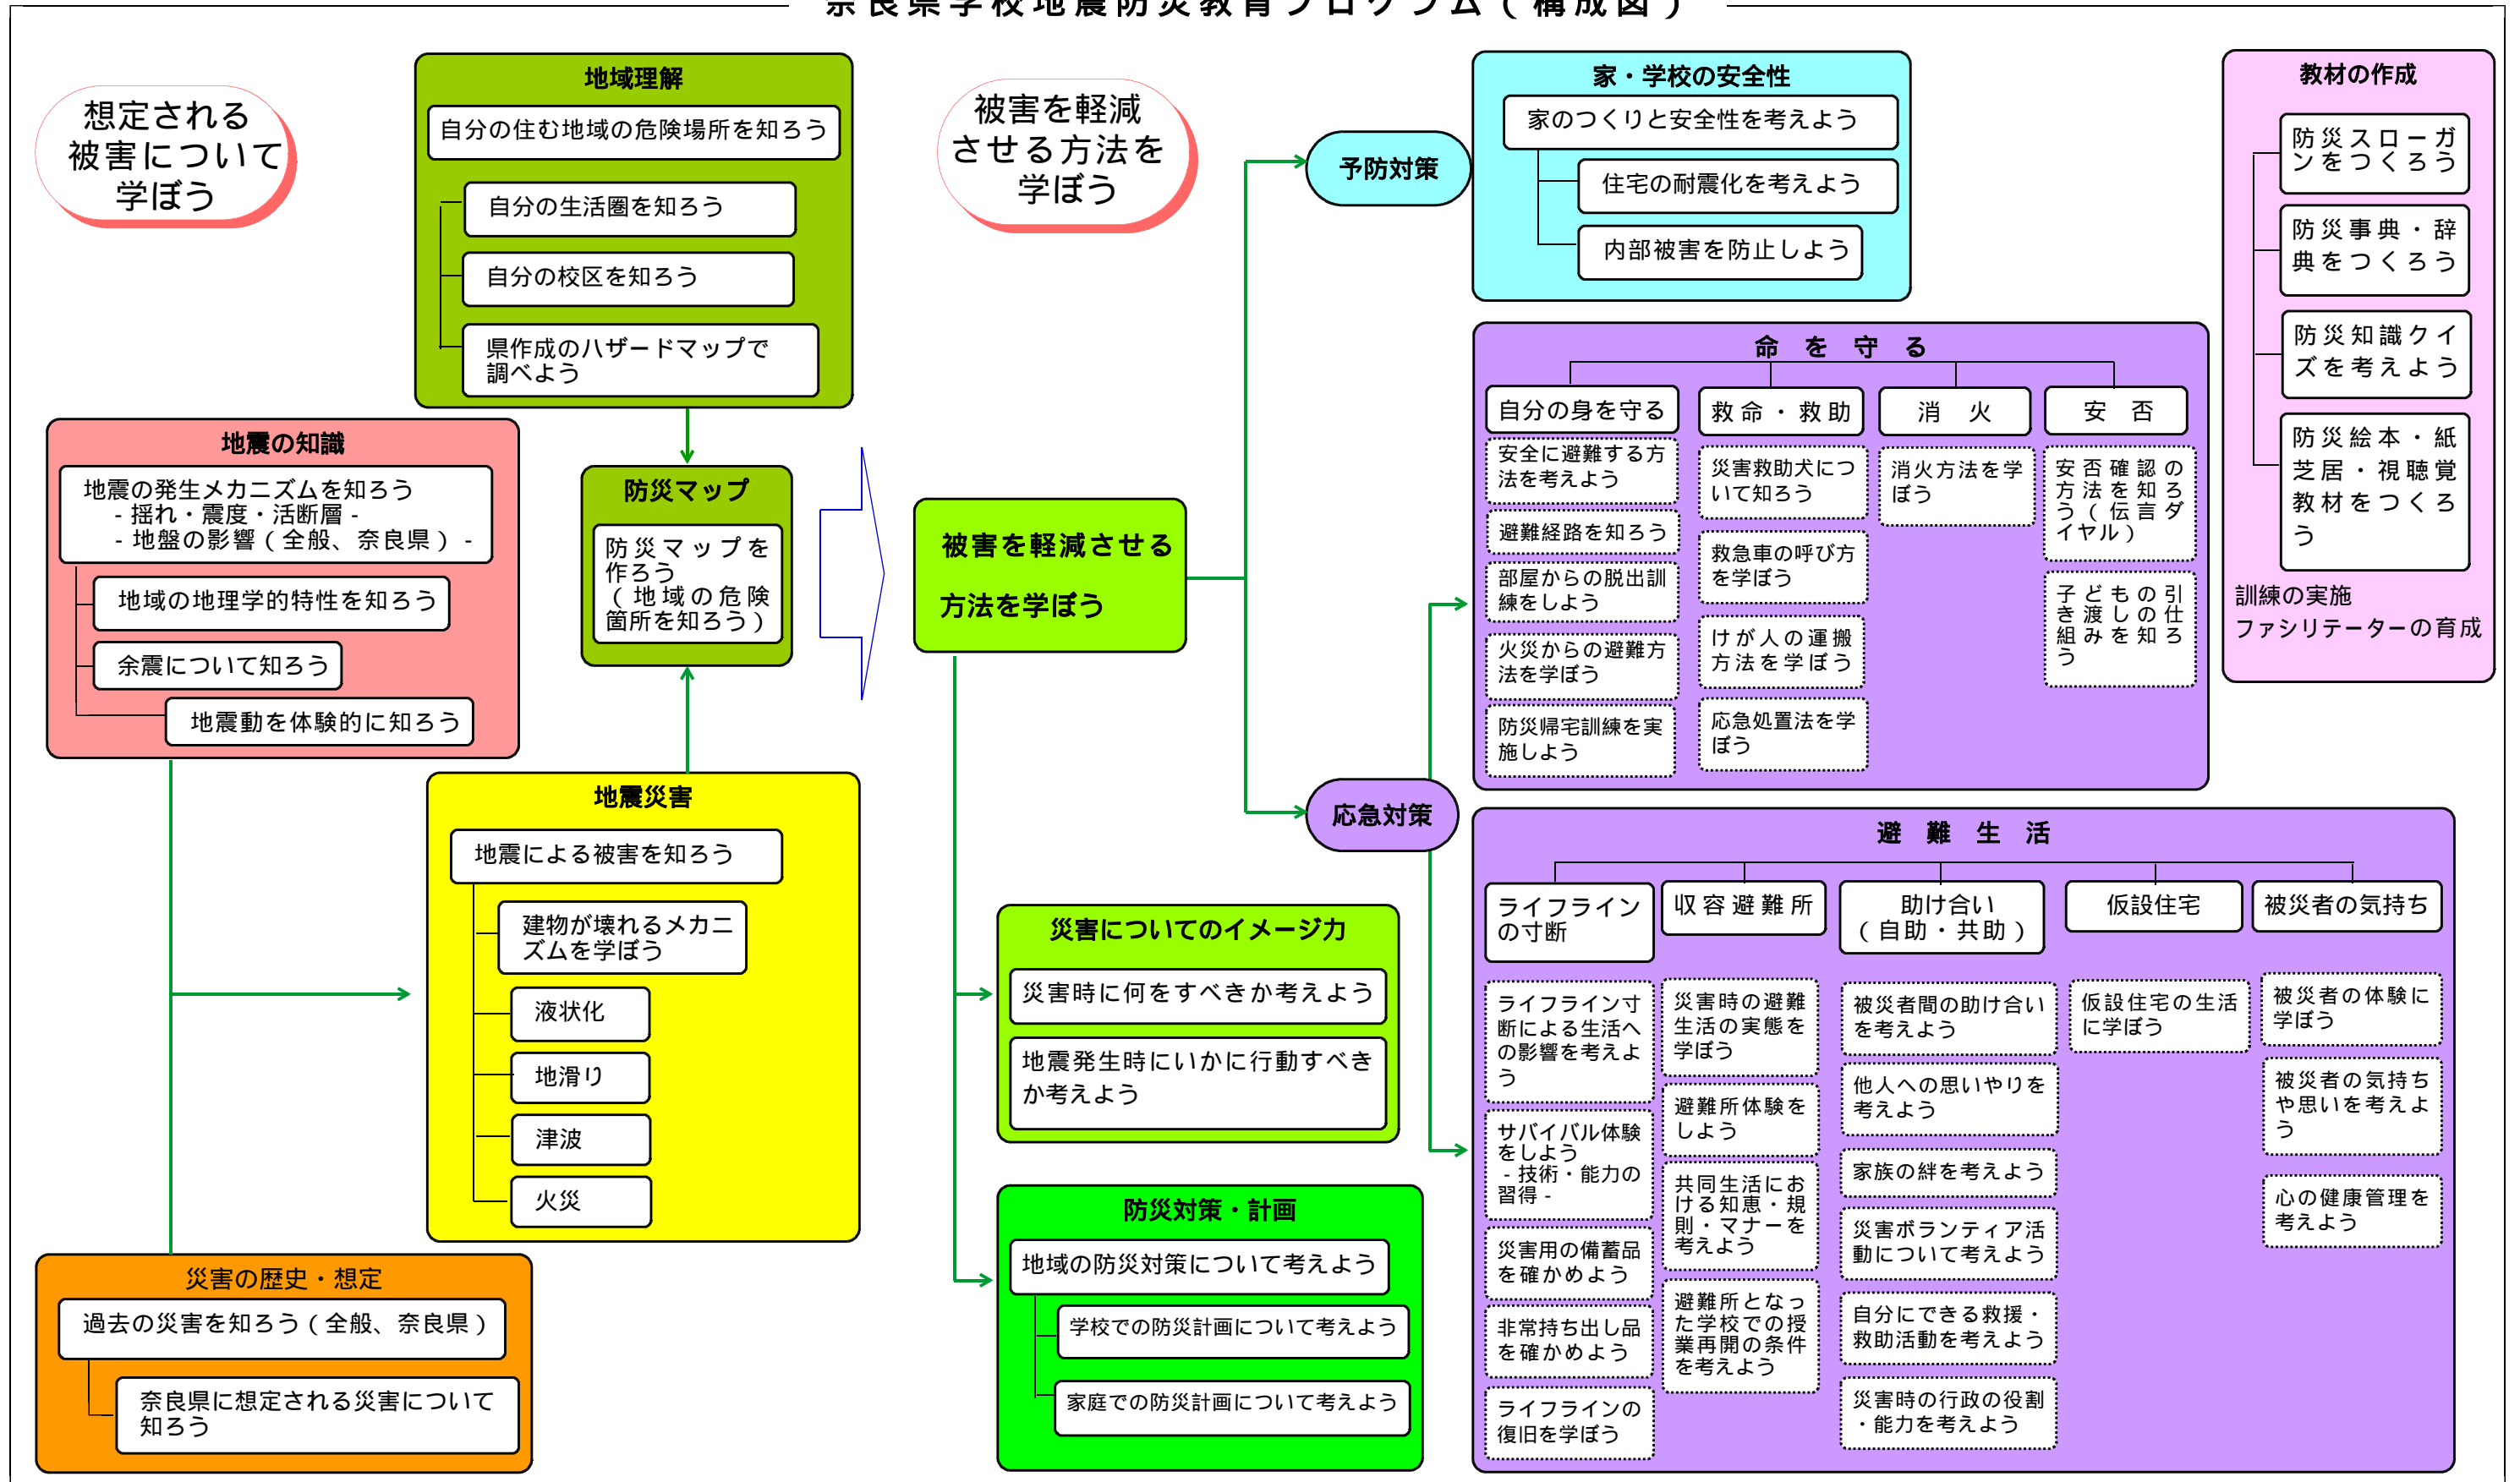 奈良県学校地震防災教育プログラム（構成図）
想定される
被害について
学ぼう
地域理解
自分の住む地域の危険場所を知ろう
自分の生活圏を知ろう
自分の校区を知ろう
県作成のハザードマップで
調べよう
地震の知識
地震の発生メカニズムを知ろう
- 揺れ・震度・活断層 -
- 地盤の影響（全般、奈良県） -
地域の地理学的特性を知ろう
余震について知ろう
地震動を体験的に知ろう
防災マップ
防災マップを
作ろう
（地域の危険
箇所を知ろう）
地震災害
地震による被害を知ろう
建物が壊れるメカニ
ズムを学ぼう
液状化
地滑り
津波
火災
災害の歴史・想定
過去の災害を知ろう（全般、奈良県）
奈良県に想定される災害について
知ろう
被害を軽減
させる方法を
学ぼう
被害を軽減させる
方法を学ぼう
災害についてのイメージ力
災害時に何をすべきか考えよう
地震発生時にいかに行動すべき
か考えよう
防災対策・計画
地域の防災対策について考えよう
学校での防災計画について考えよう
家庭での防災計画について考えよう
予防対策
家・学校の安全性
家のつくりと安全性を考えよう
住宅の耐震化を考えよう
内部被害を防止しよう
応急対策
命を守る
自分の身を守る
安全に避難する方
法を考えよう
避難経路を知ろう
部屋からの脱出訓
練をしよう
火災からの避難方
法を学ぼう
防災帰宅訓練を実
施しよう
救命・救助
災害救助犬につ
いて知ろう
救急車の呼び方
を学ぼう
けが人の運搬
方法を学ぼう
応急処置法を学
ぼう
消火
消火方法を学
ぼう
安否
安否確認の
方法を知ろ
う（伝言ダ
イヤル）
子どもの引
き渡しの仕
組みを知ろ
う
避難生活
ライフライン
の寸断
ライフライン寸
断による生活へ
の影響を考えよ
う
サバイバル体験
をしよう
- 技術・能力の
習得 -
災害用の備蓄品
を確かめよう
非常持ち出し品
を確かめよう
ライフラインの
復旧を学ぼう
収容避難所
災害時の避難
生活の実態を
学ぼう
避難所体験を
しよう
共同生活にお
ける知恵・規
則・マナーを
考えよう
避難所となっ
た学校での授
業再開の条件
を考えよう
助け合い
（自助・共助）
被災者間の助け合い
を考えよう
他人への思いやりを
考えよう
家族の絆を考えよう
災害ボランティア活
動について考えよう
自分にできる救援・
救助活動を考えよう
災害時の行政の役割
・能力を考えよう
仮設住宅
仮設住宅の生活
に学ぼう
被災者の気持ち
被災者の体験に
学ぼう
被災者の気持ち
や思いを考えよ
う
心の健康管理を
考えよう
教材の作成
防災スローガ
ンをつくろう
防災事典・辞
典をつくろう
防災知識クイ
ズを考えよう
防災絵本・紙
芝居・視聴覚
教材をつくろ
う
訓練の実施
ファシリテーターの育成